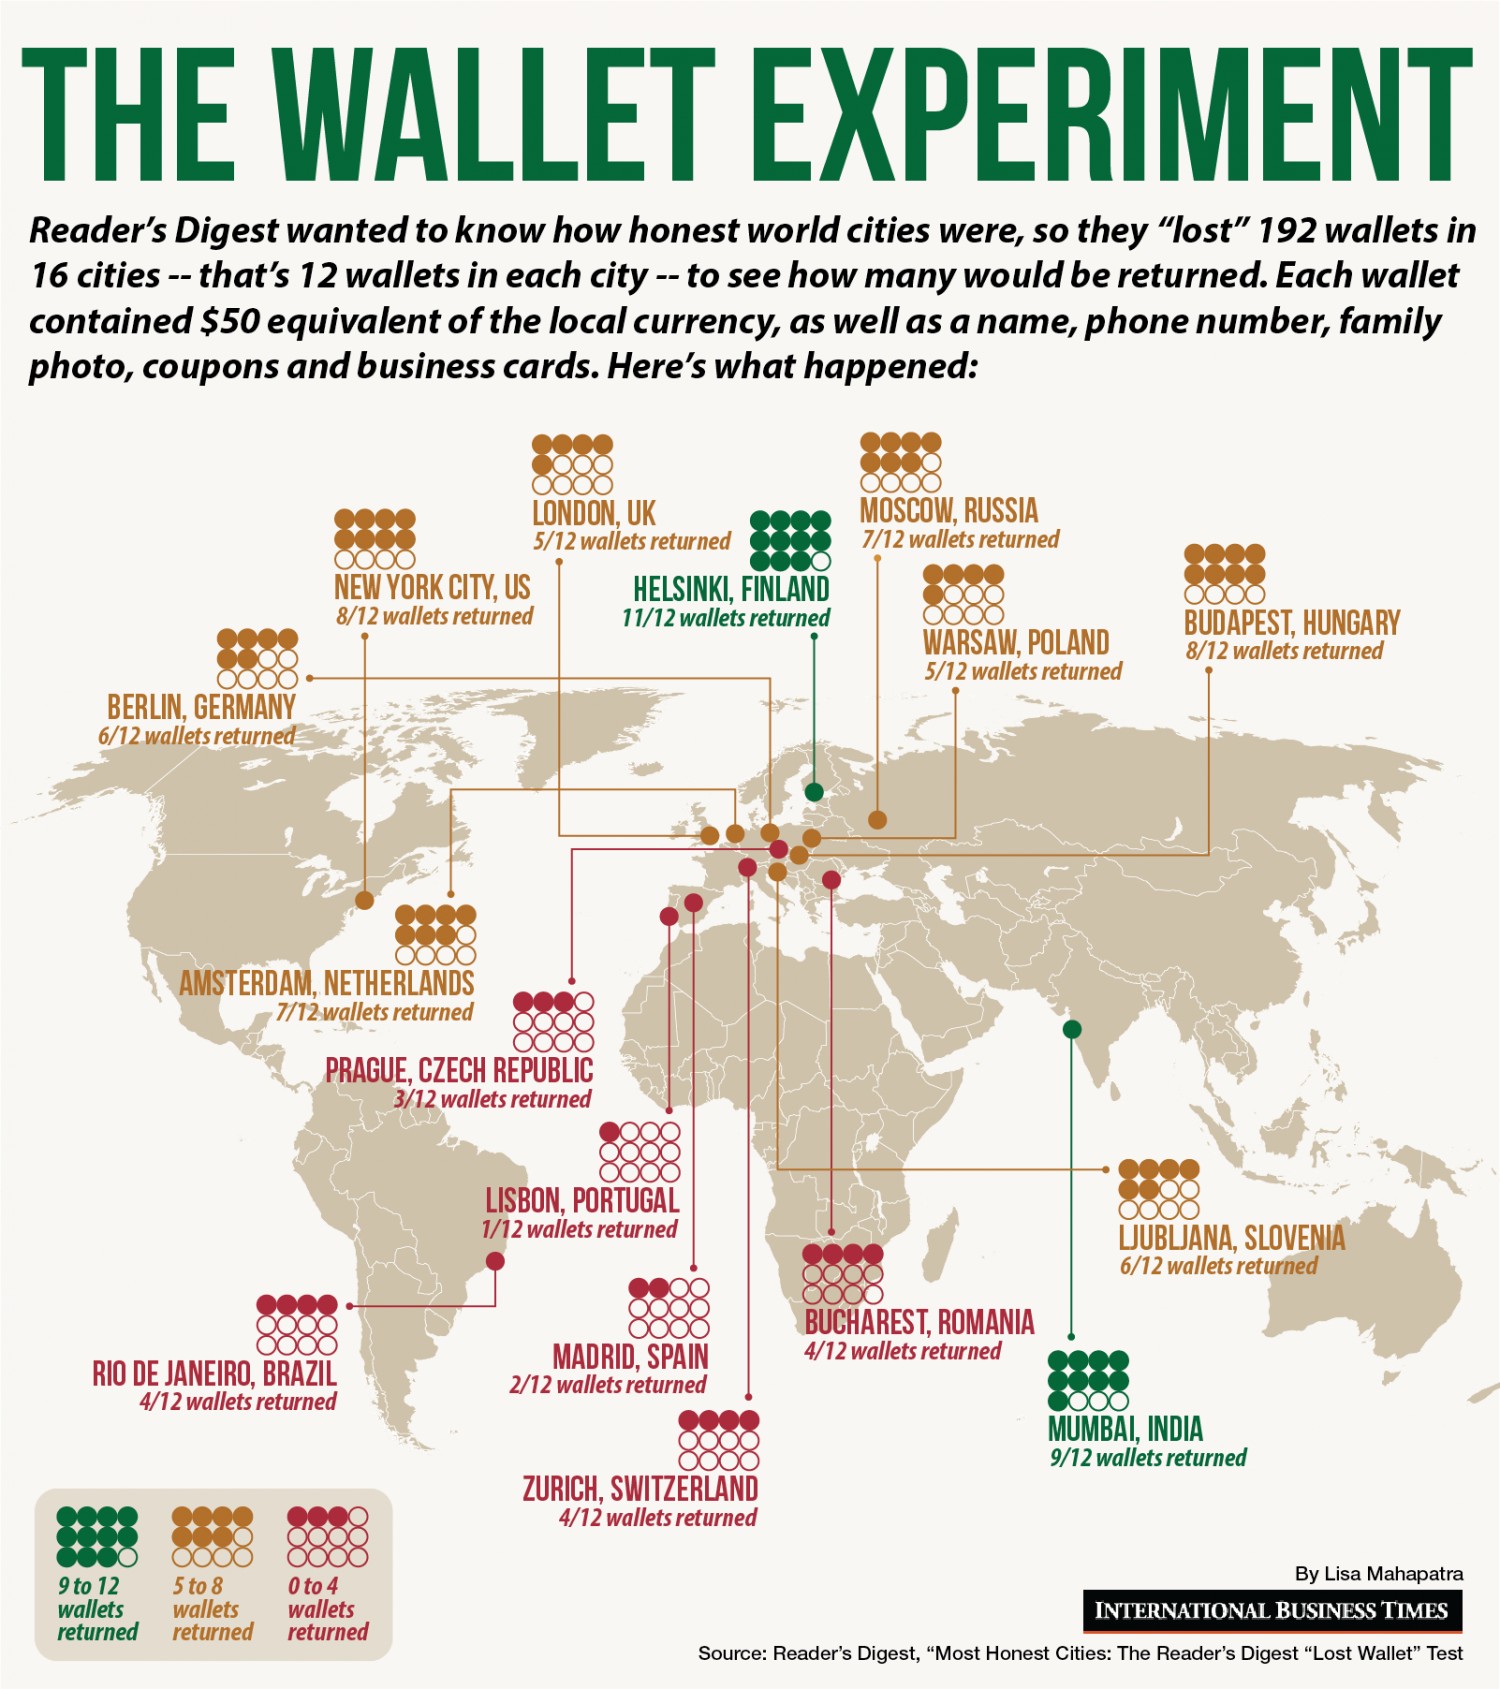 THE WALLET EXPERIMENT
Reader's Digest wanted to know how honest world cities were, so they “lost” 192 wallets in
16 cities -- that's 12 wallets in each city -- to see how many would be returned. Each wallet
contained $50 equivalent of the local currency, as well as a name, phone number, family
photo, coupons and business cards. Here's what happened:
LONDON, UK
5/12 wallets returned
MOSCOW, RUSSIA
7/12 wallets returned
NEW YORK CITY, US
8/12 wallets returned
HELSINKI, FINLAND
11/12 wallets returned
WARSAW, POLAND
5/12 wallets returned
BUDAPEST, HUNGARY
8/12 wallets returned
BERLIN, GERMANY
6/12 wallets returned
AMSTERDAM, NETHERLANDS
7/12 wallets returned
PRAGUE, CZECH REPUBLIC
3/12 wallets returned
LISBON, PORTUGAL
1/12 wallets returned
LJUBLJANA, SLOVENIA
6/12 wallets returned
BUCHAREST, ROMANIA
4/12 wallets returned
MADRID, SPAIN
2/12 wallets returned
RIO DE JANEIRO, BRAZIL
4/12 wallets returned
MUMBAI, INDIA
9/12 wallets returned
ZURICH, SWITZERLAND
4/12 wallets returned
9 to 12
wallets
returned
5 to 8
wallets
returned
0 to 4
wallets
returned
By Lisa Mahapatra
INTERNATIONAL BUSINESS TIMES
Source: Reader's Digest, “Most Honest Cities: The Reader's Digest “Lost Wallet” Test